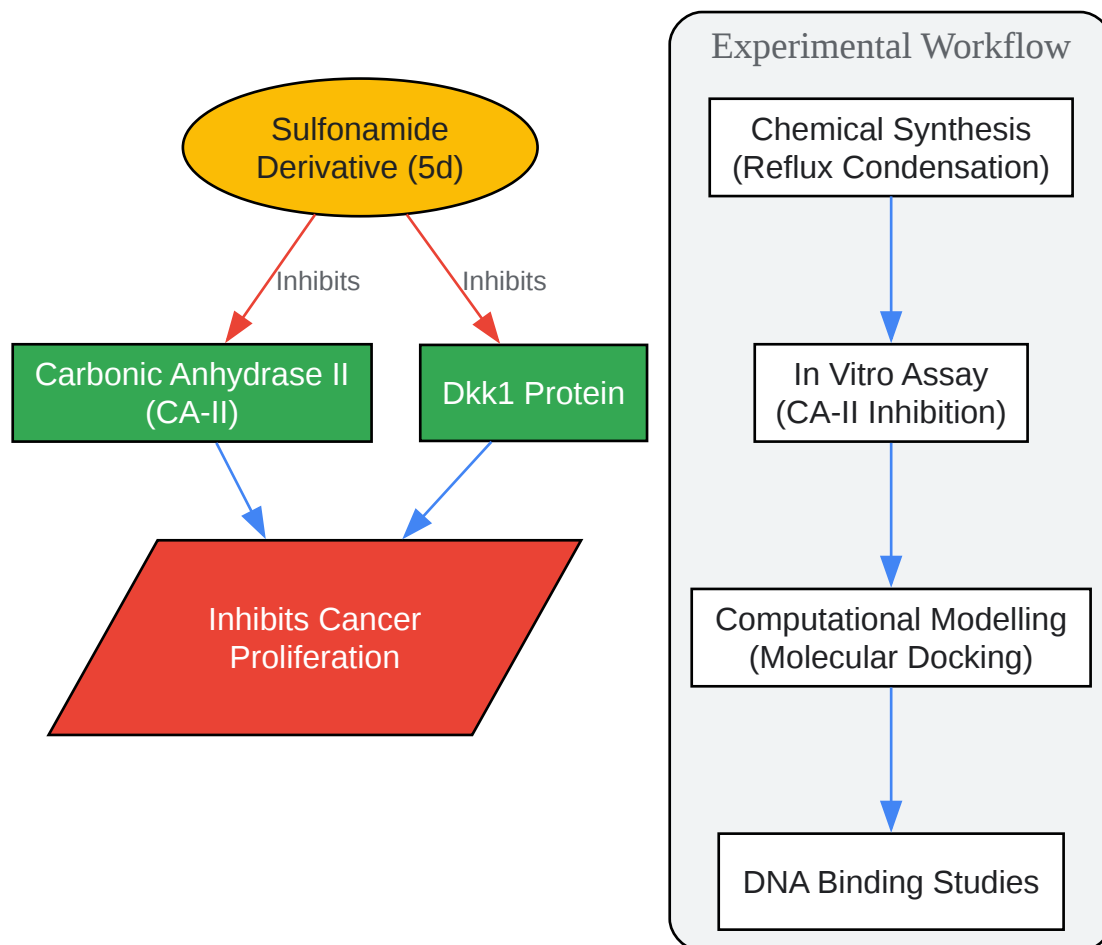 Sulfonamide
Derivative (5d)
Inhibits
Inhibits
Carbonic Anhydrase II
(CA-II)
Dkk1 Protein
Inhibits Cancer
Proliferation
Experimental Workflow
Chemical Synthesis
(Reflux Condensation)
In Vitro Assay
(CA-II Inhibition)
Computational Modelling
(Molecular Docking)
DNA Binding Studies